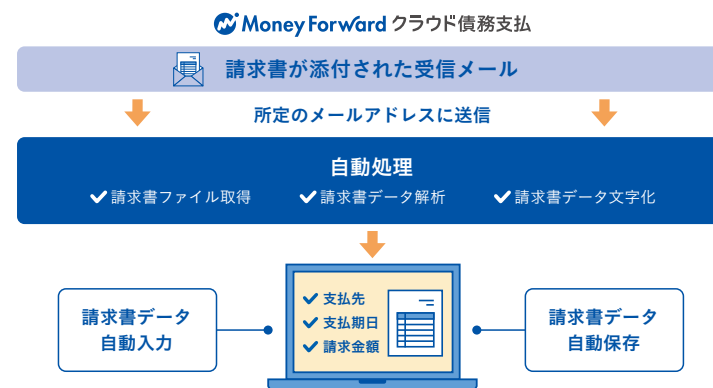 Money Forward クラウド債務支払
請求書が添付された受信メール
所定のメールアドレスに送信
自動処理
請求書ファイル取得 請求書データ解析 請求書データ文字化
請求書データ
自動入力
支払先
支払期日
請求金額
請求書データ
自動保存